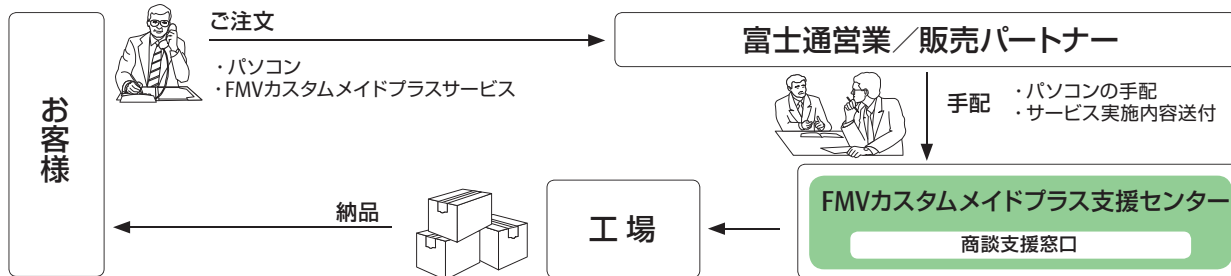 お客様
ご注文
・パソコン
・FMVカスタムメイドプラスサービス
富士通営業／販売パートナー
手配
・パソコンの手配
・サービス実施内容送付
FMVカスタムメイドプラス支援センター
商談支援窓口
工場
納品